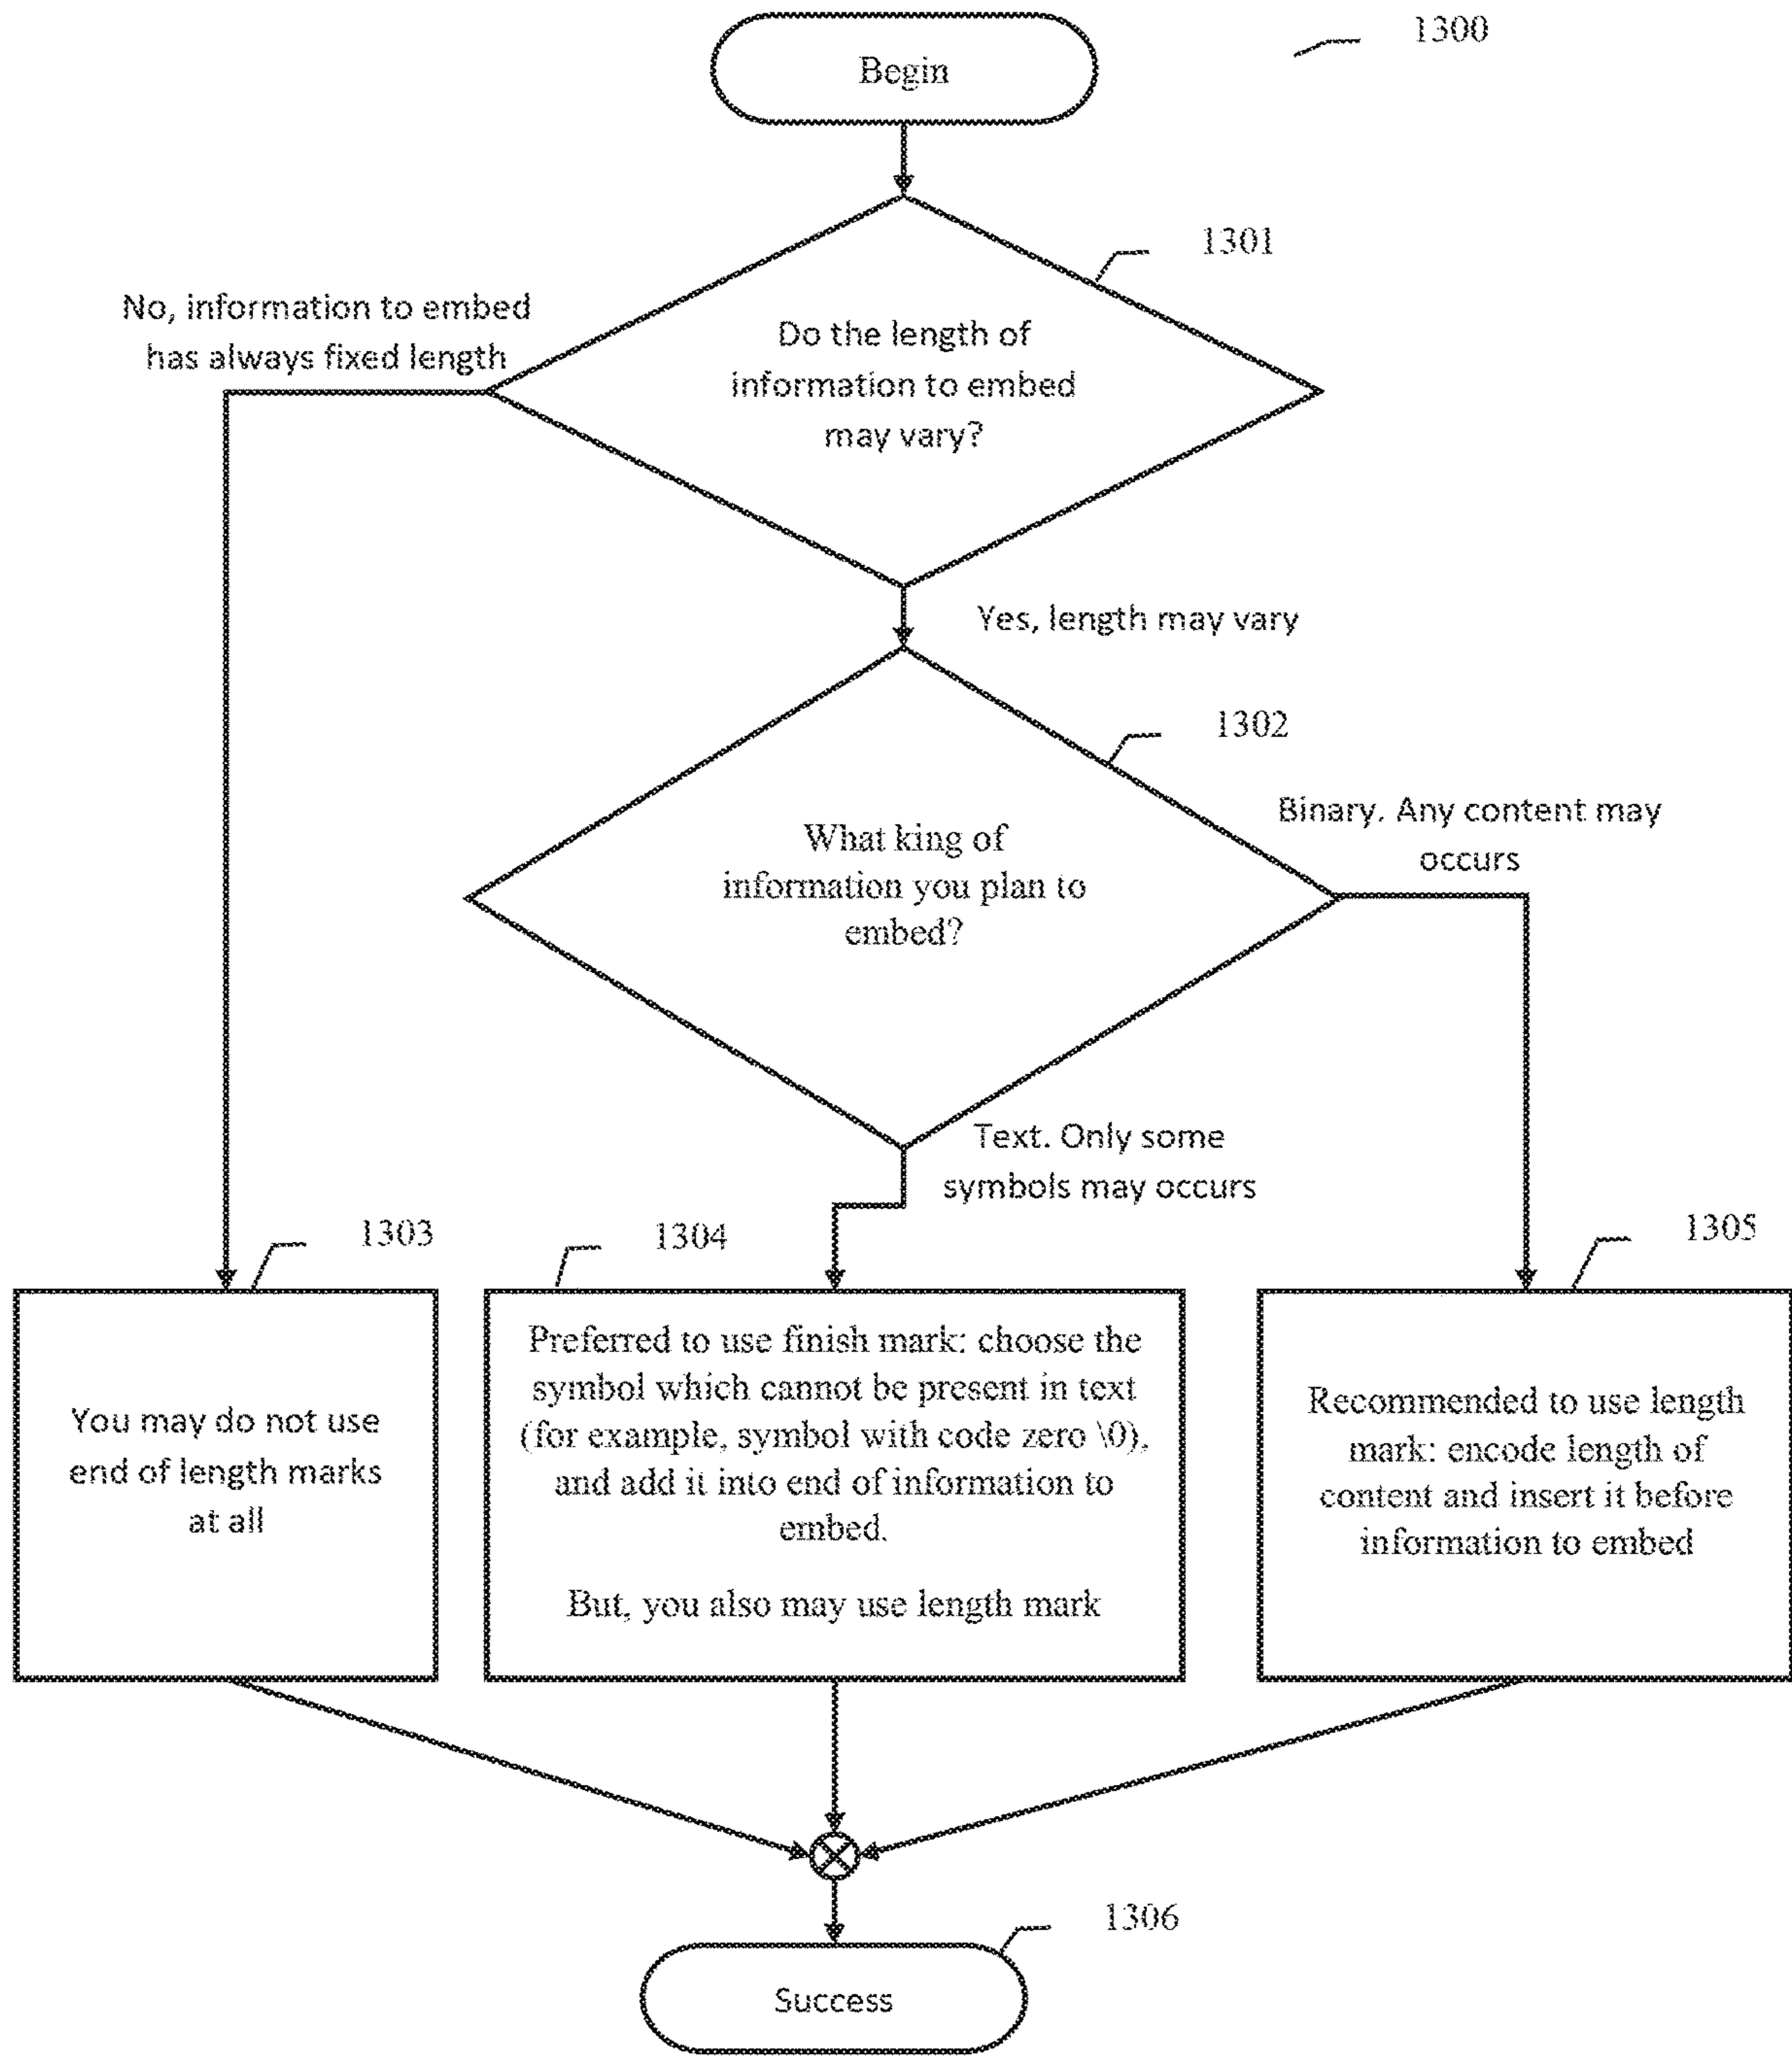 Begin
1300
1301
No, information to embed
has always fixed length
Do the length of
information to embed
may vary?
Yes, length may vary
1302
What king of
information you plan to
embed?
Binary. Any content may
occurs
Text. Only some
symbols may occurs
1303
1304
1305
You may do not use
end of length marks
at all
Preferred to use finish mark: choose the
symbol which cannot be present in text
(for example, symbol with code zero \0),
and add it into end of information to
embed.
But, you also may use length mark
Recommended to use length
mark: encode length of
content and insert it before
information to embed
1306
Success